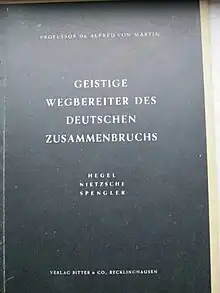 PROFESSOR DR. ALFRED VON MARTIN
GEISTIGE
WEGBEREITER DES
DEUTSCHEN
ZUSAMMENBRUCHS
HEGEL
NIETZSCHE
SPENGLER
VERLAG BITTER & CO., RECKLINGHAUSEN